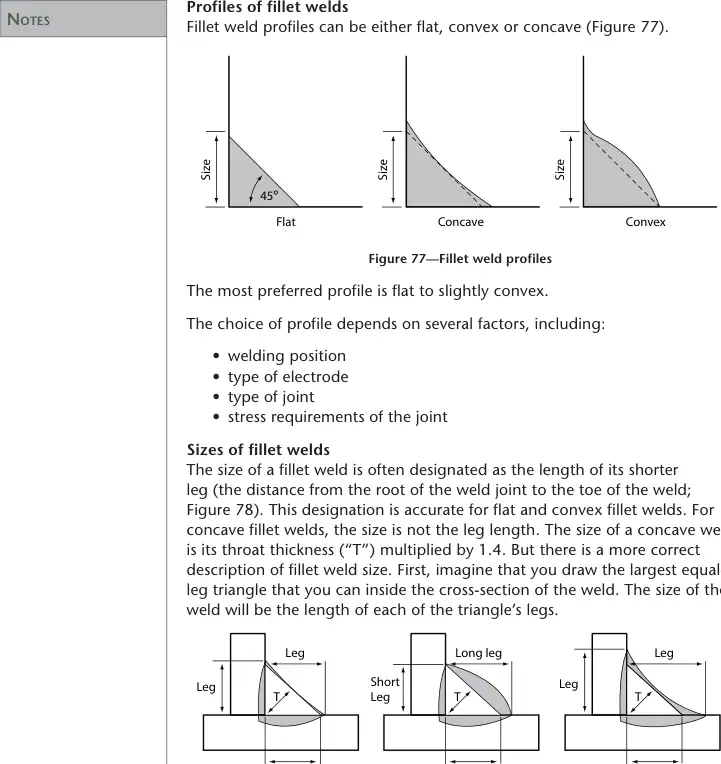 NOTES
Profiles of fillet welds
Fillet weld profiles can be either flat, convex or concave (Figure 77).
Size
45º
Flat
Size
Concave
Size
Convex
Figure 77—Fillet weld profiles
The most preferred profile is flat to slightly convex.
The choice of profile depends on several factors, including:
• welding position
• type of electrode
• type of joint
• stress requirements of the joint
Sizes of fillet welds
The size of a fillet weld is often designated as the length of its shorter
leg (the distance from the root of the weld joint to the toe of the weld;
Figure 78). This designation is accurate for flat and convex fillet welds. For
concave fillet welds, the size is not the leg length. The size of a concave we
is its throat thickness (“T”) multiplied by 1.4. But there is a more correct
description of fillet weld size. First, imagine that you draw the largest equal
leg triangle that you can inside the cross-section of the weld. The size of the
weld will be the length of each of the triangle’s legs.
Leg
Leg
T
Long leg
Short
Leg
T
Leg
Leg
T